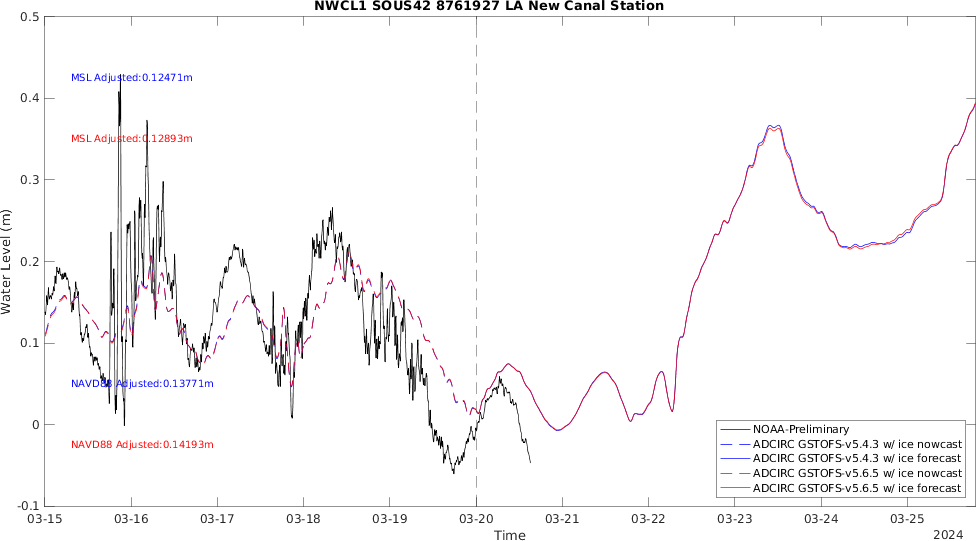 NWCL1 SOUS42 8761927 LA New Canal Station
0.5
0.4
0.3
0.2
0.1
0
-0.1
Water Level (m)
MSL Adjusted:0.12471m
MSL Adjusted:0.12893m
NAVD88 Adjusted:0.13771m
NAVD88 Adjusted:0.14193m
NOAA-Preliminary
ADCIRC GSTOFS-v5.4.3 w/ ice nowcast
ADCIRC GSTOFS-v5.4.3 w/ ice forecast
ADCIRC GSTOFS-v5.6.5 w/ ice nowcast
ADCIRC GSTOFS-v5.6.5 w/ ice forecast
03-15 03-16 03-17 03-18 03-19 03-20 03-21 03-22 03-23 03-24 03-25
Time
2024